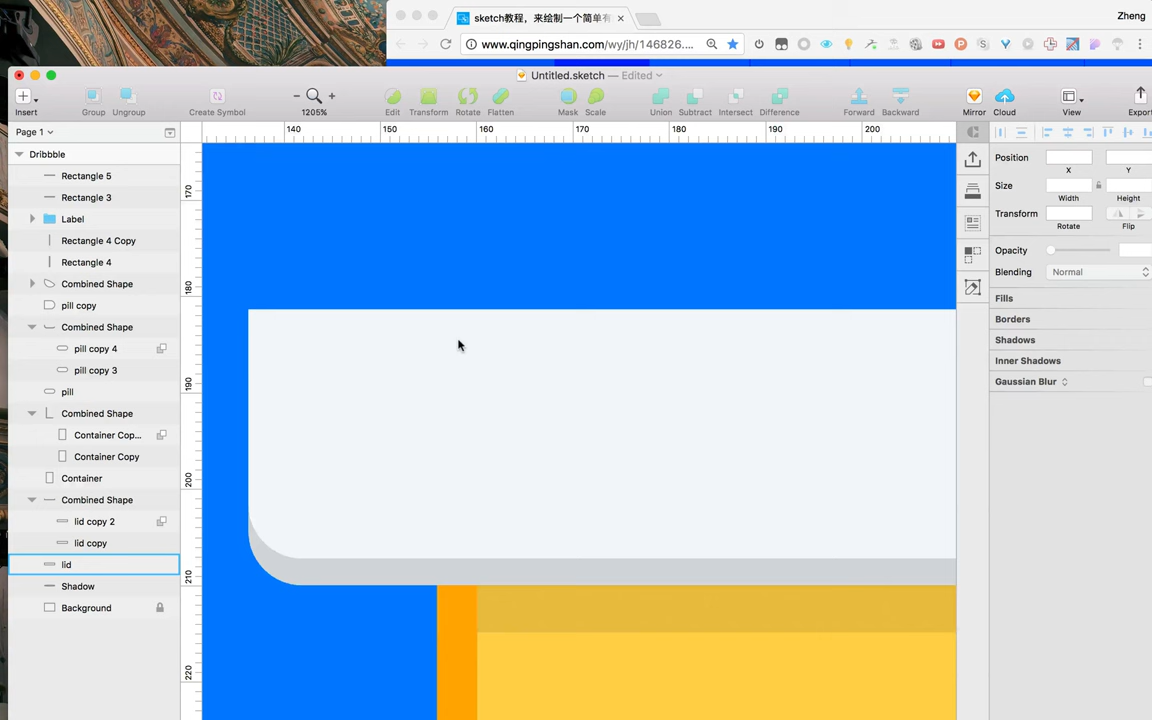 sketch教程，来绘制一个简单有
Zheng
www.qingpingshan.com/wy/jh/146826....
Untitled.sketch — Edited
Insert
Group
Ungroup
Create Symbol
1205%
Edit
Transform
Rotate
Flatten
Mask
Scale
Union
Subtract
Intersect
Difference
Forward
Backward
Mirror
Cloud
View
Export
Page 1
140
150
160
170
180
190
200
Dribbble
Rectangle 5
Rectangle 3
Label
Rectangle 4 Copy
Rectangle 4
Combined Shape
pill copy
Combined Shape
pill copy 4
pill copy 3
pill
Combined Shape
Container Cop...
Container Copy
Container
Combined Shape
lid copy 2
lid copy
lid
Shadow
Background
170
180
190
200
210
220
Position
X
Y
Size
Width
Height
Transform
Rotate
Flip
Opacity
Blending
Normal
Fills
Borders
Shadows
Inner Shadows
Gaussian Blur